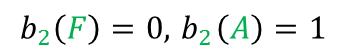 b₂(F) = 0, b₂(A) = 1